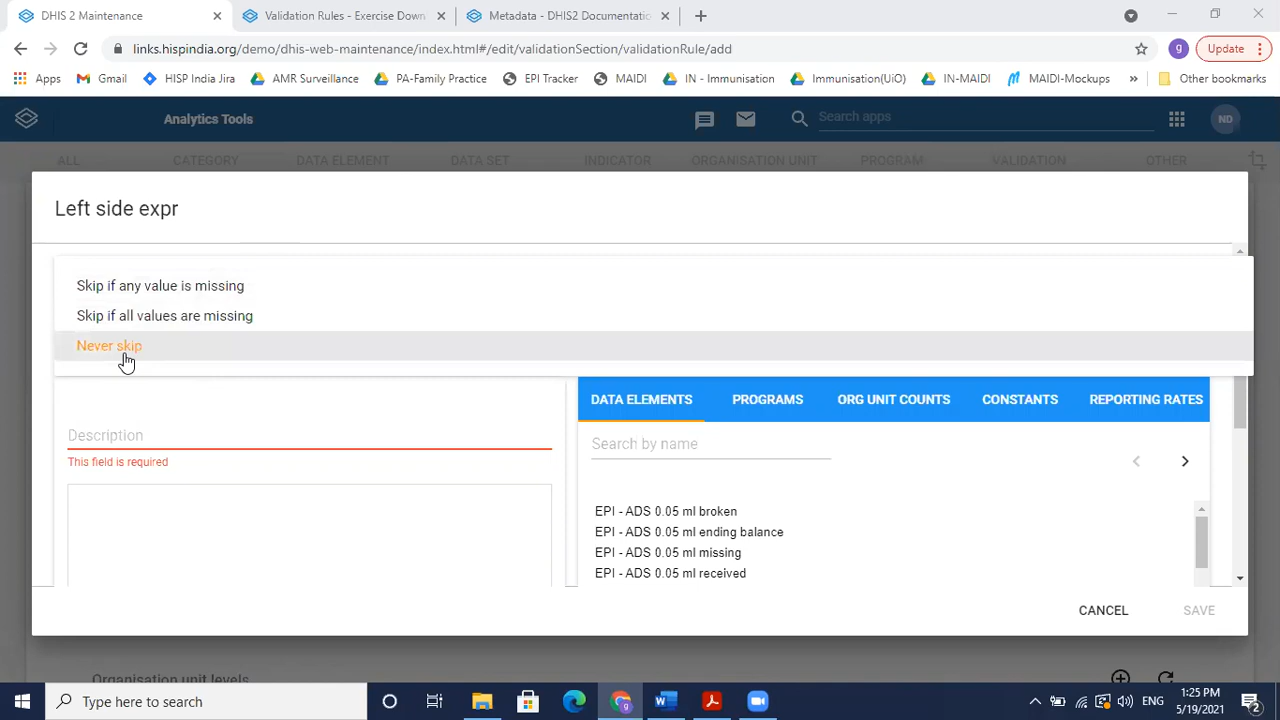 DHIS 2 Maintenance
Validation Rules - Exercise Down
Metadata - DHIS2 Documentatio
links.hispindia.org/demo/dhis-web-maintenance/index.html#/edit/validationSection/validationRule/add
g
Update
Apps
Gmail
HISP India Jira
AMR Surveillance
PA-Family Practice
EPI Tracker
MAIDI
IN - Immunisation
Immunisation(UiO)
IN-MAIDI
MAIDI-Mockups
Other bookmarks
Analytics Tools
Search apps
ND
ALL
CATEGORY
DATA ELEMENT
DATA SET
INDICATOR
ORGANISATION UNIT
PROGRAM
VALIDATION
OTHER
Left side expr
Skip if any value is missing
Skip if all values are missing
Never skip
DATA ELEMENTS
PROGRAMS
ORG UNIT COUNTS
CONSTANTS
REPORTING RATES
Description
This field is required
Search by name
EPI - ADS 0.05 ml broken
EPI - ADS 0.05 ml ending balance
EPI - ADS 0.05 ml missing
EPI - ADS 0.05 ml received
CANCEL
SAVE
Organisation unit levels
Type here to search
ENG
1:25 PM
5/19/2021
2